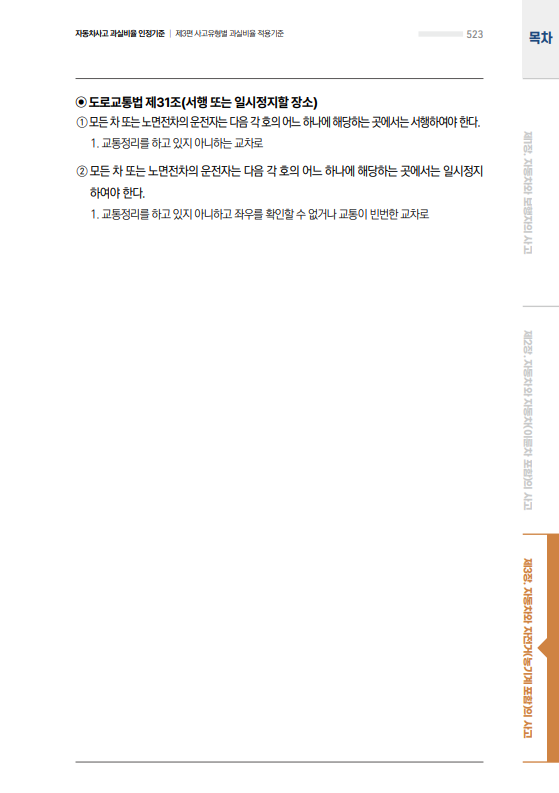 자동차사고 과실비율 인정기준 | 제3편 사고유형별 과실비율 적용기준
523
목차
◉ 도로교통법 제31조(서행 또는 일시정지할 장소)
① 모든 차 또는 노면전차의 운전자는 다음 각 호의 어느 하나에 해당하는 곳에서는 서행하여야 한다.
1. 교통정리를 하고 있지 아니하는 교차로
② 모든 차 또는 노면전차의 운전자는 다음 각 호의 어느 하나에 해당하는 곳에서는 일시정지
하여야 한다.
1. 교통정리를 하고 있지 아니하고 좌우를 확인할 수 없거나 교통이 빈번한 교차로
제1장. 자동차와 보행자의 사고
제2장. 자동차와 자동차(이륜차 포함)의 사고
제3장. 자동차와 자전거(농기계 포함)의 사고